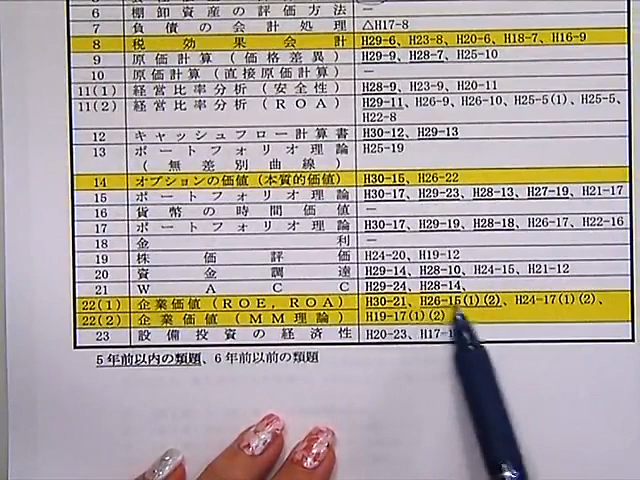 6 棚卸資産の評価方法 －
7 負債の会計処理 △H17-8
8 税効果会計 H29-6、H23-8、H20-6、H18-7、H16-9
9 原価計算（価格差異） H29-9、H28-7、H25-10
10 原価計算（直接原価計算） －
11(1) 経営比率分析（安全性） H28-9、H23-9、H20-11
11(2) 経営比率分析（ＲＯＡ） H29-11、H26-9、H26-10、H25-5(1)、H25-5、
H22-8
12 キャッシュフロー計算書 H30-12、H29-13
13 ポートフォリオ理論 H25-19
（無差別曲線）
14 オプションの価値（本質的価値） H30-15、H26-22
15 ポートフォリオ理論 H30-17、H29-23、H28-13、H27-19、H21-17
16 貨幣の時間価値 －
17 ポートフォリオ理論 H30-17、H29-19、H28-18、H26-17、H22-16
18 金利 －
19 株価評価 H24-20、H19-12
20 資金調達 H29-14、H28-10、H24-15、H21-12
21 ＷＡＣＣ H29-24、H28-14、
22(1) 企業価値（ＲＯＥ，ＲＯＡ） H30-21、H26-15(1)(2)、H24-17(1)(2)、
22(2) 企業価値（ＭＭ理論） H19-17(1)(2)
23 設備投資の経済性 H20-23、H17-1
5年前以内の類題、6年前以前の類題